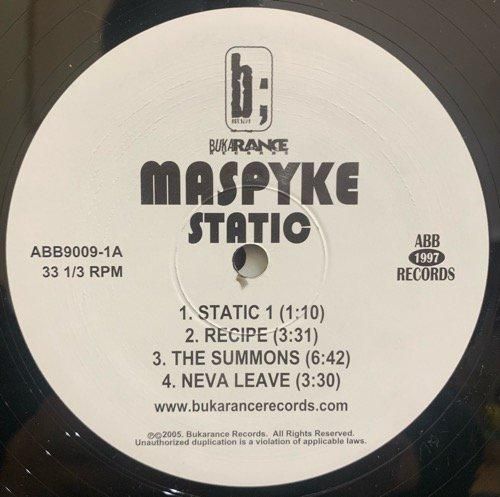 b;
BUKARANCE
RECORDS
MASPYKE
STATIC
ABB9009-1A
33 1/3 RPM
ABB
1997
RECORDS
1. STATIC 1 (1:10)
2. RECIPE (3:31)
3. THE SUMMONS (6:42)
4. NEVA LEAVE (3:30)
www.bukarancerecords.com
℗©2005. Bukarance Records. All Rights Reserved.
Unauthorized duplication is a violation of applicable laws.